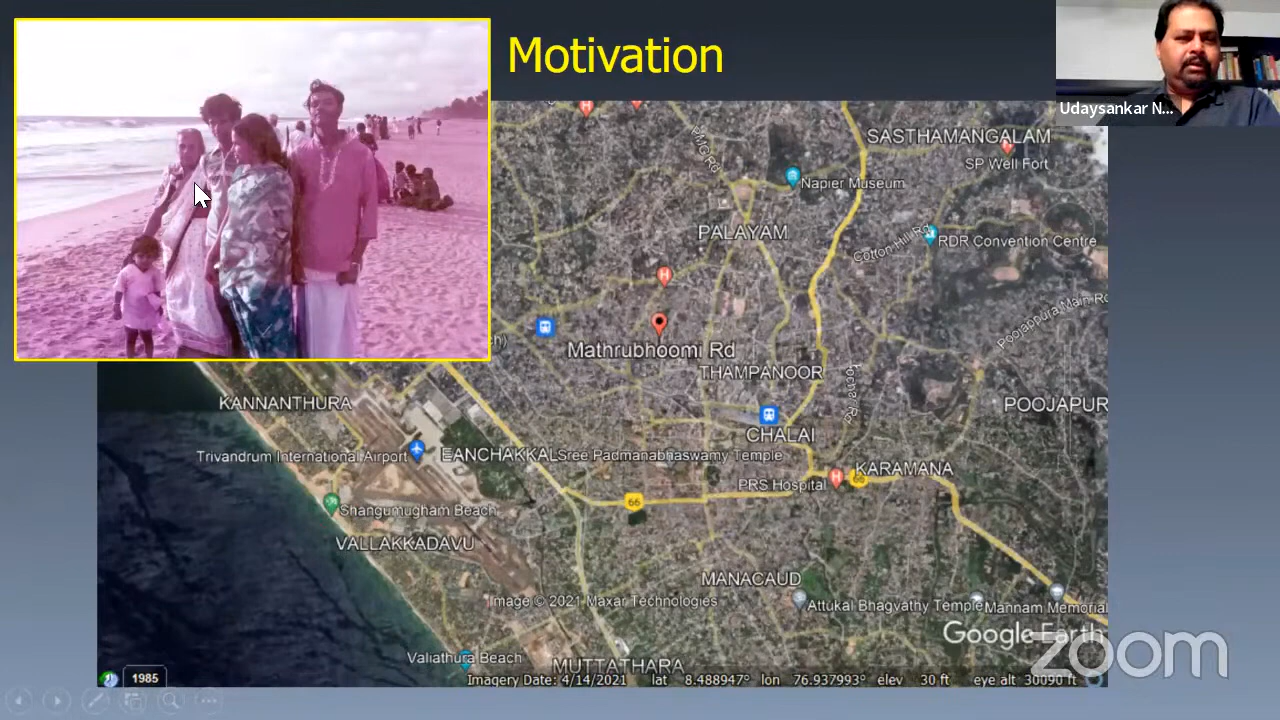 Motivation
Udaysankar N...
SASTHAMANGALAM
SP Well Fort
Napier Museum
PALAYAM
Cotton Hill Rd
RDR Convention Centre
Poojappura Main Rd
Mathrubhoomi Rd
THAMPANOOR
KANNANTHURA
POOJAPUR
CHALAI
Trivandrum International Airport
EANCHAKKAL
Sree Padmanabhaswamy Temple
KARAMANA
PRS Hospital
66
66
Shangumugham Beach
VALLAKKADAVU
MANACAUD
Image © 2021 Maxar Technologies
Attukal Bhagvathy Temple
Mannam Memorial
Google Earth
zoom
Valiathura Beach
MUTTATHARA
1985
Imagery Date: 4/14/2021 lat 8.488947° lon 76.937993° elev 30 ft eye alt 30090 ft